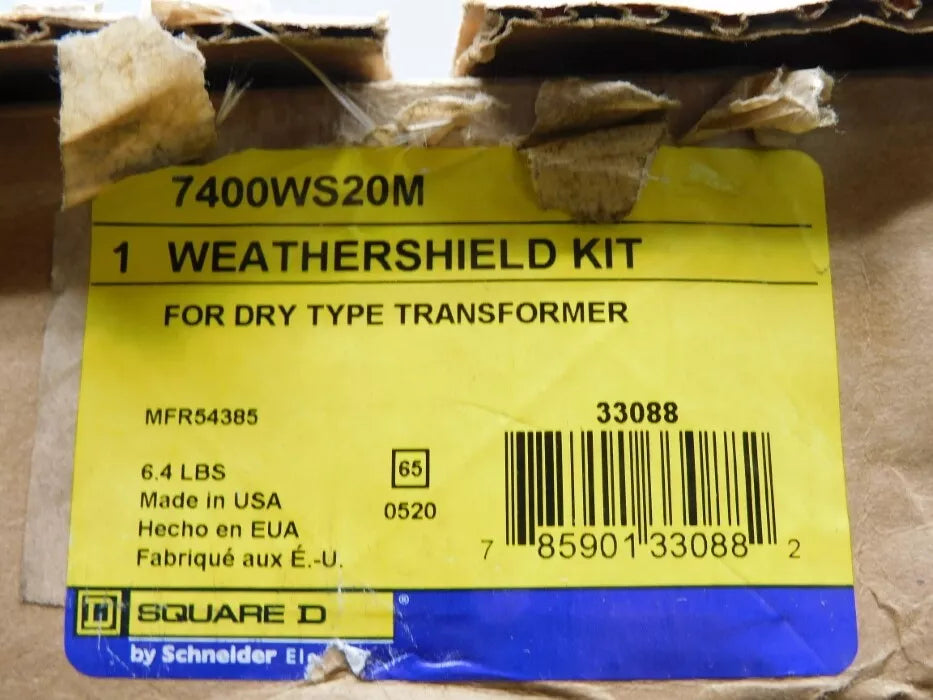 7400WS20M
1 WEATHERSHIELD KIT
FOR DRY TYPE TRANSFORMER
MFR54385
33088
6.4 LBS
65
Made in USA
0520
Hecho en EUA
Fabriqué aux É.-U.
7 85901 33088 2
SQUARE D ®
by Schneider